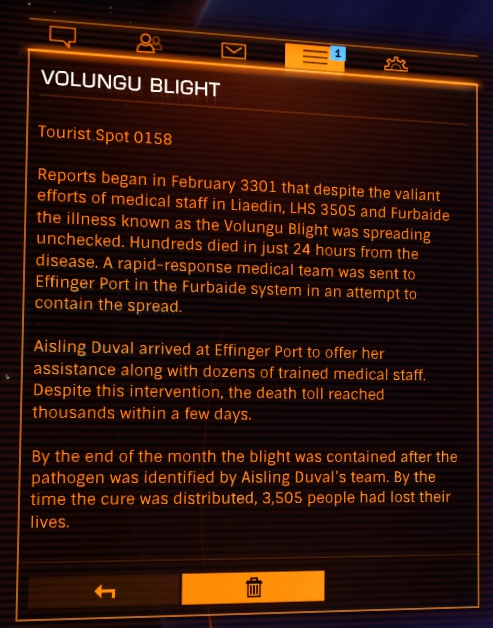 1
VOLUNGU BLIGHT
Tourist Spot 0158
Reports began in February 3301 that despite the valiant
efforts of medical staff in Liaedin, LHS 3505 and Furbaide
the illness known as the Volungu Blight was spreading
unchecked. Hundreds died in just 24 hours from the
disease. A rapid-response medical team was sent to
Effinger Port in the Furbaide system in an attempt to
contain the spread.
Aisling Duval arrived at Effinger Port to offer her
assistance along with dozens of trained medical staff.
Despite this intervention, the death toll reached
thousands within a few days.
By the end of the month the blight was contained after the
pathogen was identified by Aisling Duval's team. By the
time the cure was distributed, 3,505 people had lost their
lives.